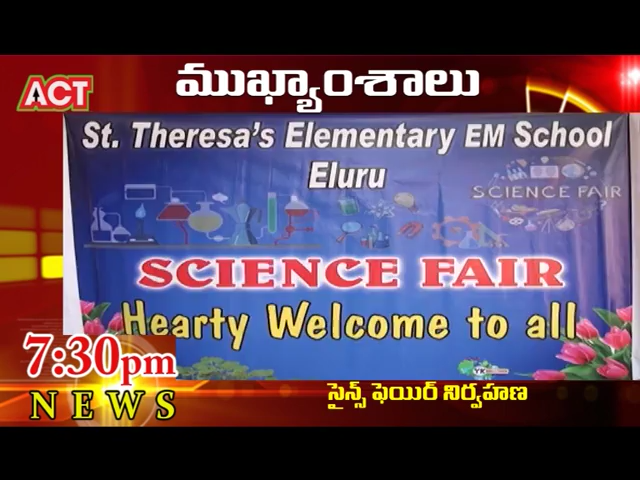 ACT
ముఖ్యాంశాలు
St. Theresa's Elementary EM School
Eluru
SCIENCE FAIR
SCIENCE FAIR
Hearty Welcome to all
YK
7:30pm
NEWS
సైన్స్ ఫెయిర్ నిర్వహణ